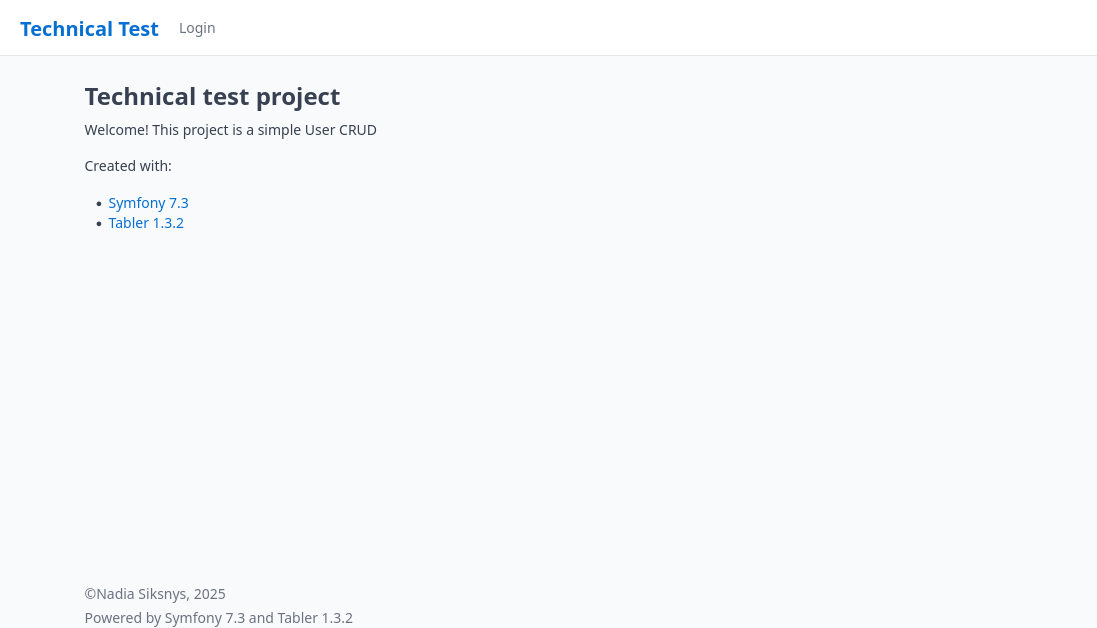 Technical Test Login
Technical test project
Welcome! This project is a simple User CRUD
Created with:
Symfony 7.3
Tabler 1.3.2
©Nadia Siksnys, 2025
Powered by Symfony 7.3 and Tabler 1.3.2